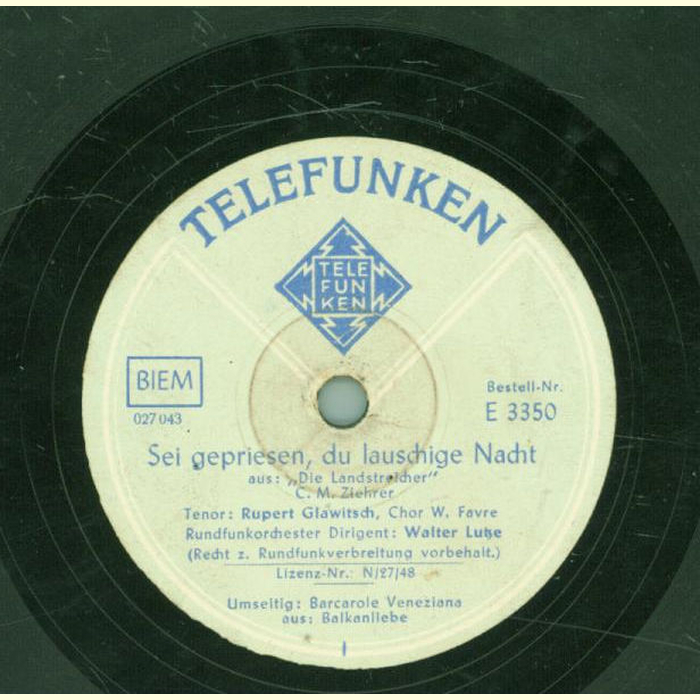 TELEFUNKEN
TELE
FUN
KEN
BIEM
027 043
Bestell-Nr.
E 3350
Sei gepriesen, du lauschige Nacht
aus: „Die Landstreicher"
C. M. Ziehrer
Tenor: Rupert Glawitsch, Chor W. Favre
Rundfunkorchester Dirigent: Walter Lutze
(Recht z. Rundfunkverbreitung vorbehalt.)
Lizenz-Nr. N/27/48
Umseitig: Barcarole Veneziana
aus: Balkanliebe
I